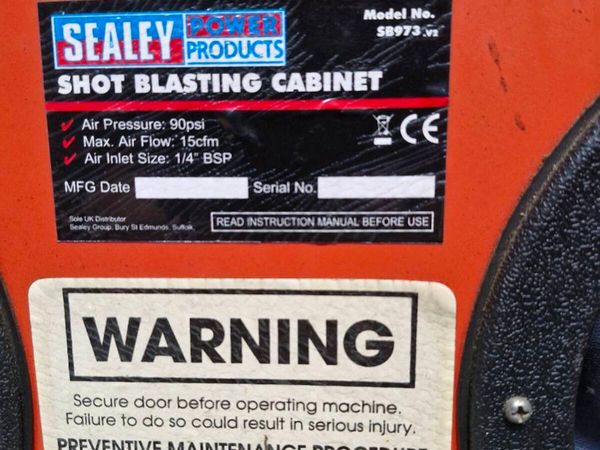 SEALEY POWER PRODUCTS
Model No.
SB973.V2
SHOT BLASTING CABINET
Air Pressure: 90psi
Max. Air Flow: 15cfm
Air Inlet Size: 1/4" BSP
CE
MFG Date
Serial No.
Sole UK Distributor
Sealey Group, Bury St Edmunds, Suffolk.
READ INSTRUCTION MANUAL BEFORE USE
WARNING
Secure door before operating machine.
Failure to do so could result in serious injury.
PREVENTIVE MAINTENANCE PROCEDURE